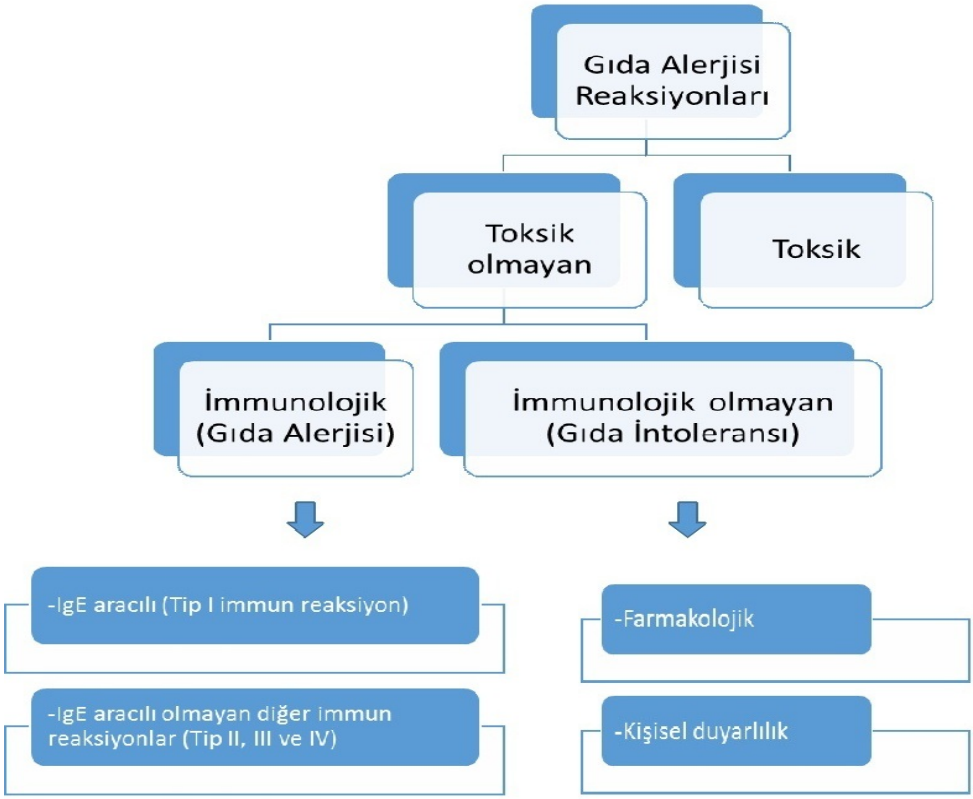 Gıda Alerjisi
Reaksiyonları
Toksik
olmayan
Toksik
İmmunolojik
(Gıda Alerjisi)
İmmunolojik olmayan
(Gıda İntoleransı)
-IgE aracılı (Tip I immun reaksiyon)
-IgE aracılı olmayan diğer immun
reaksiyonlar (Tip II, III ve IV)
-Farmakolojik
-Kişisel duyarlılık